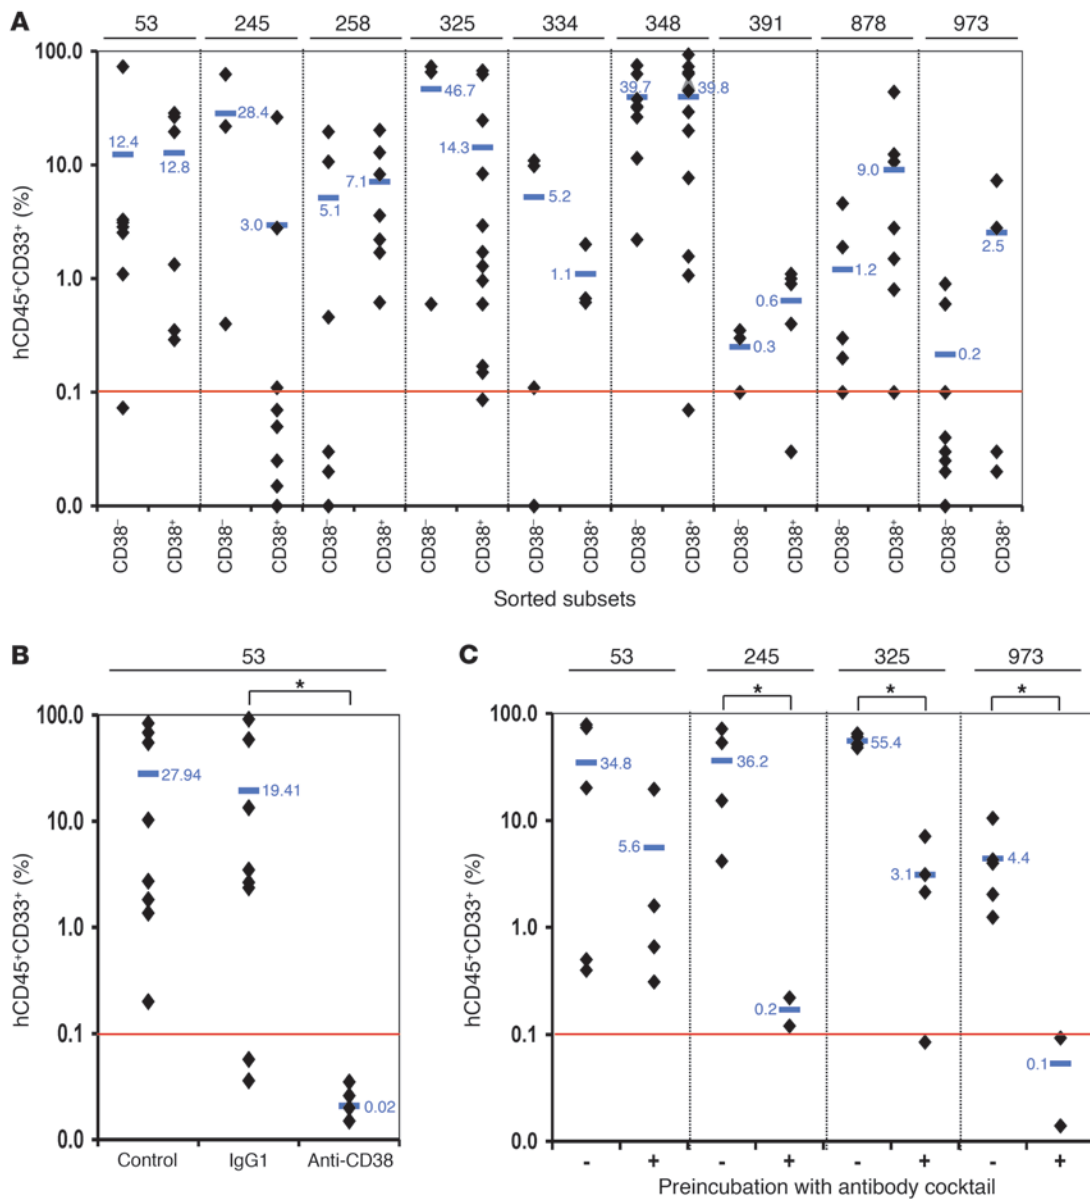 A
53 245 258 325 334 348 391 878 973
100.0
10.0
1.0
0.1
0.0
hCD45+CD33+ (%)
12.4 12.8 28.4 3.0 5.1 7.1 46.7 14.3 5.2 1.1 39.7 39.8 0.3 0.6 1.2 9.0 0.2 2.5
CD38− CD38+ CD38− CD38+ CD38− CD38+ CD38− CD38+ CD38− CD38+ CD38− CD38+ CD38− CD38+ CD38− CD38+ CD38− CD38+
Sorted subsets
B
53
*
100.0
10.0
1.0
0.1
0.0
hCD45+CD33+ (%)
27.94 19.41 0.02
Control IgG1 Anti-CD38
C
53 245 325 973
* * *
100.0
10.0
1.0
0.1
0.0
hCD45+CD33+ (%)
34.8 5.6 36.2 0.2 55.4 3.1 4.4 0.1
- + - + - + - +
Preincubation with antibody cocktail